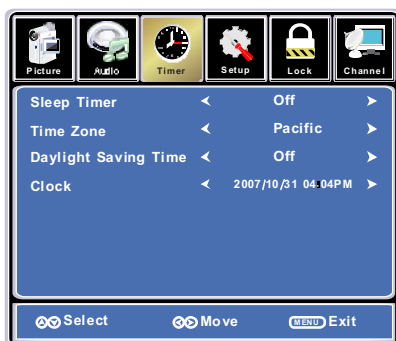 Picture Audio Timer Setup Lock Channel
Sleep Timer Off
Time Zone Pacific
Daylight Saving Time Off
Clock 2007/10/31 04:04PM
Select Move MENU Exit